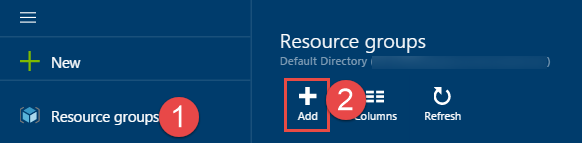 New
Resource groups
1
Resource groups
Default Directory (
)
Add
2
Columns
Refresh